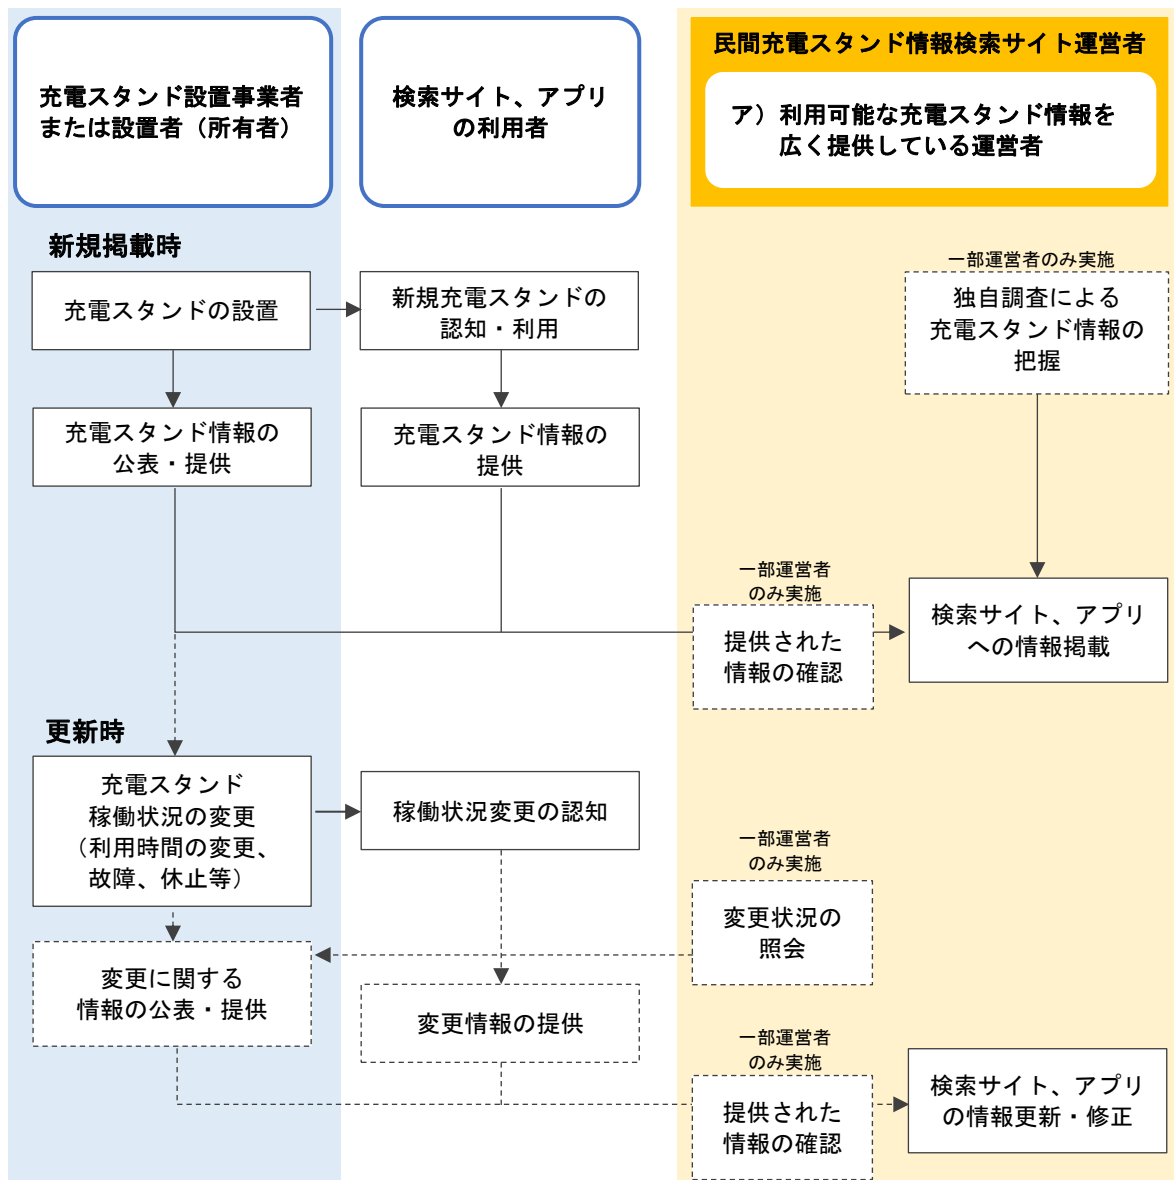 充電スタンド設置事業者
または設置者（所有者）
検索サイト、アプリ
の利用者
民間充電スタンド情報検索サイト運営者
ア）利用可能な充電スタンド情報を
広く提供している運営者
新規掲載時
充電スタンドの設置
新規充電スタンドの
認知・利用
一部運営者のみ実施
独自調査による
充電スタンド情報の
把握
充電スタンド情報の
公表・提供
充電スタンド情報の
提供
一部運営者
のみ実施
提供された
情報の確認
検索サイト、アプリ
への情報掲載
更新時
充電スタンド
稼働状況の変更
（利用時間の変更、
故障、休止等）
稼働状況変更の認知
一部運営者
のみ実施
変更状況の
照会
変更に関する
情報の公表・提供
変更情報の提供
一部運営者
のみ実施
提供された
情報の確認
検索サイト、アプリ
の情報更新・修正